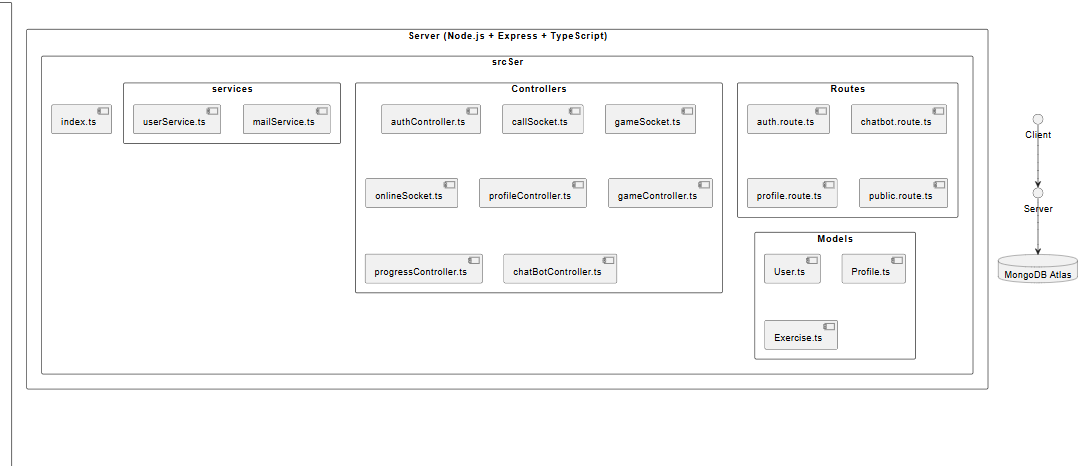 Server (Node.js + Express + TypeScript)
srcSer
services
Controllers
Routes
index.ts
userService.ts
mailService.ts
authController.ts
callSocket.ts
gameSocket.ts
auth.route.ts
chatbot.route.ts
Client
onlineSocket.ts
profileController.ts
gameController.ts
profile.route.ts
public.route.ts
Server
Models
progressController.ts
chatBotController.ts
User.ts
Profile.ts
MongoDB Atlas
Exercise.ts